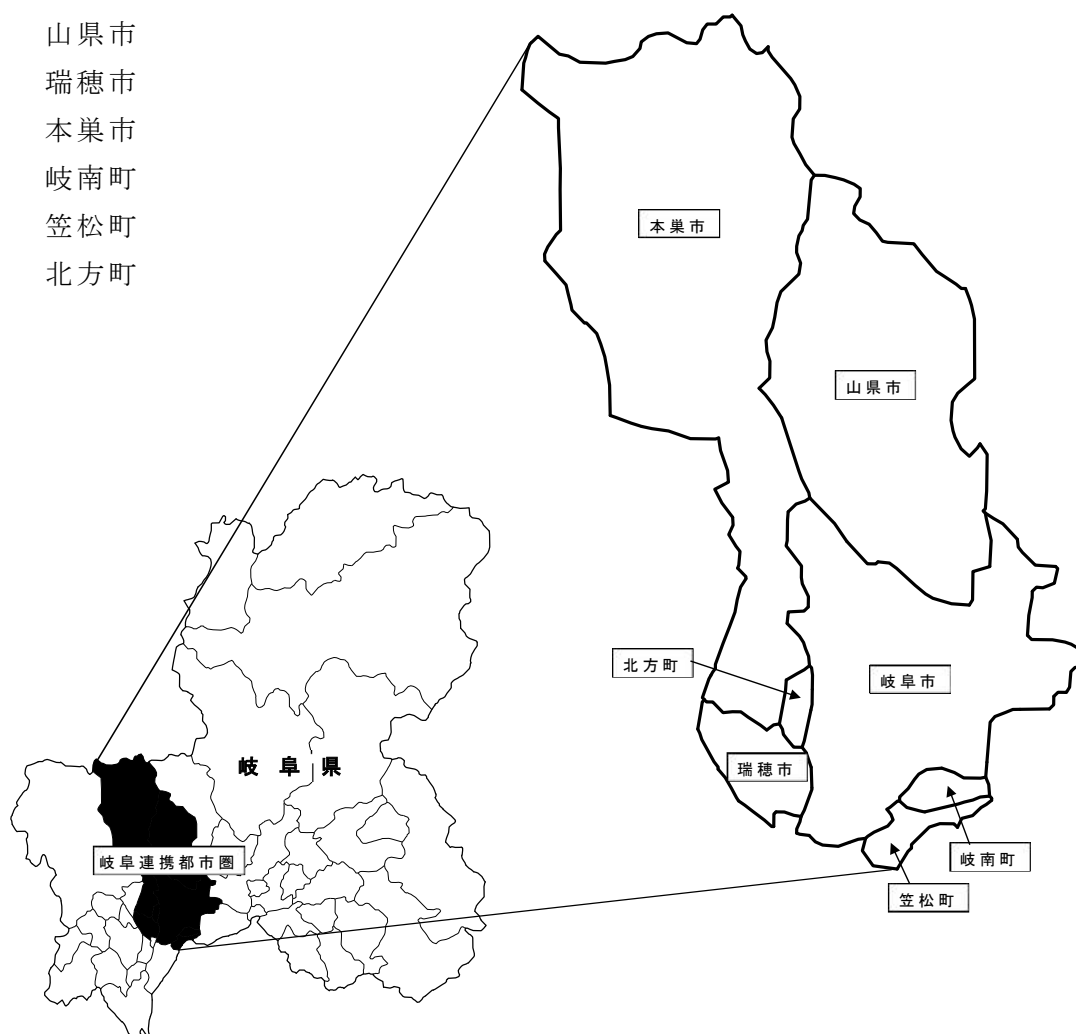 山県市
瑞穂市
本巣市
岐南町
笠松町
北方町
本巣市
山県市
北方町
岐阜市
瑞穂市
岐阜県
岐阜連携都市圏
岐南町
笠松町